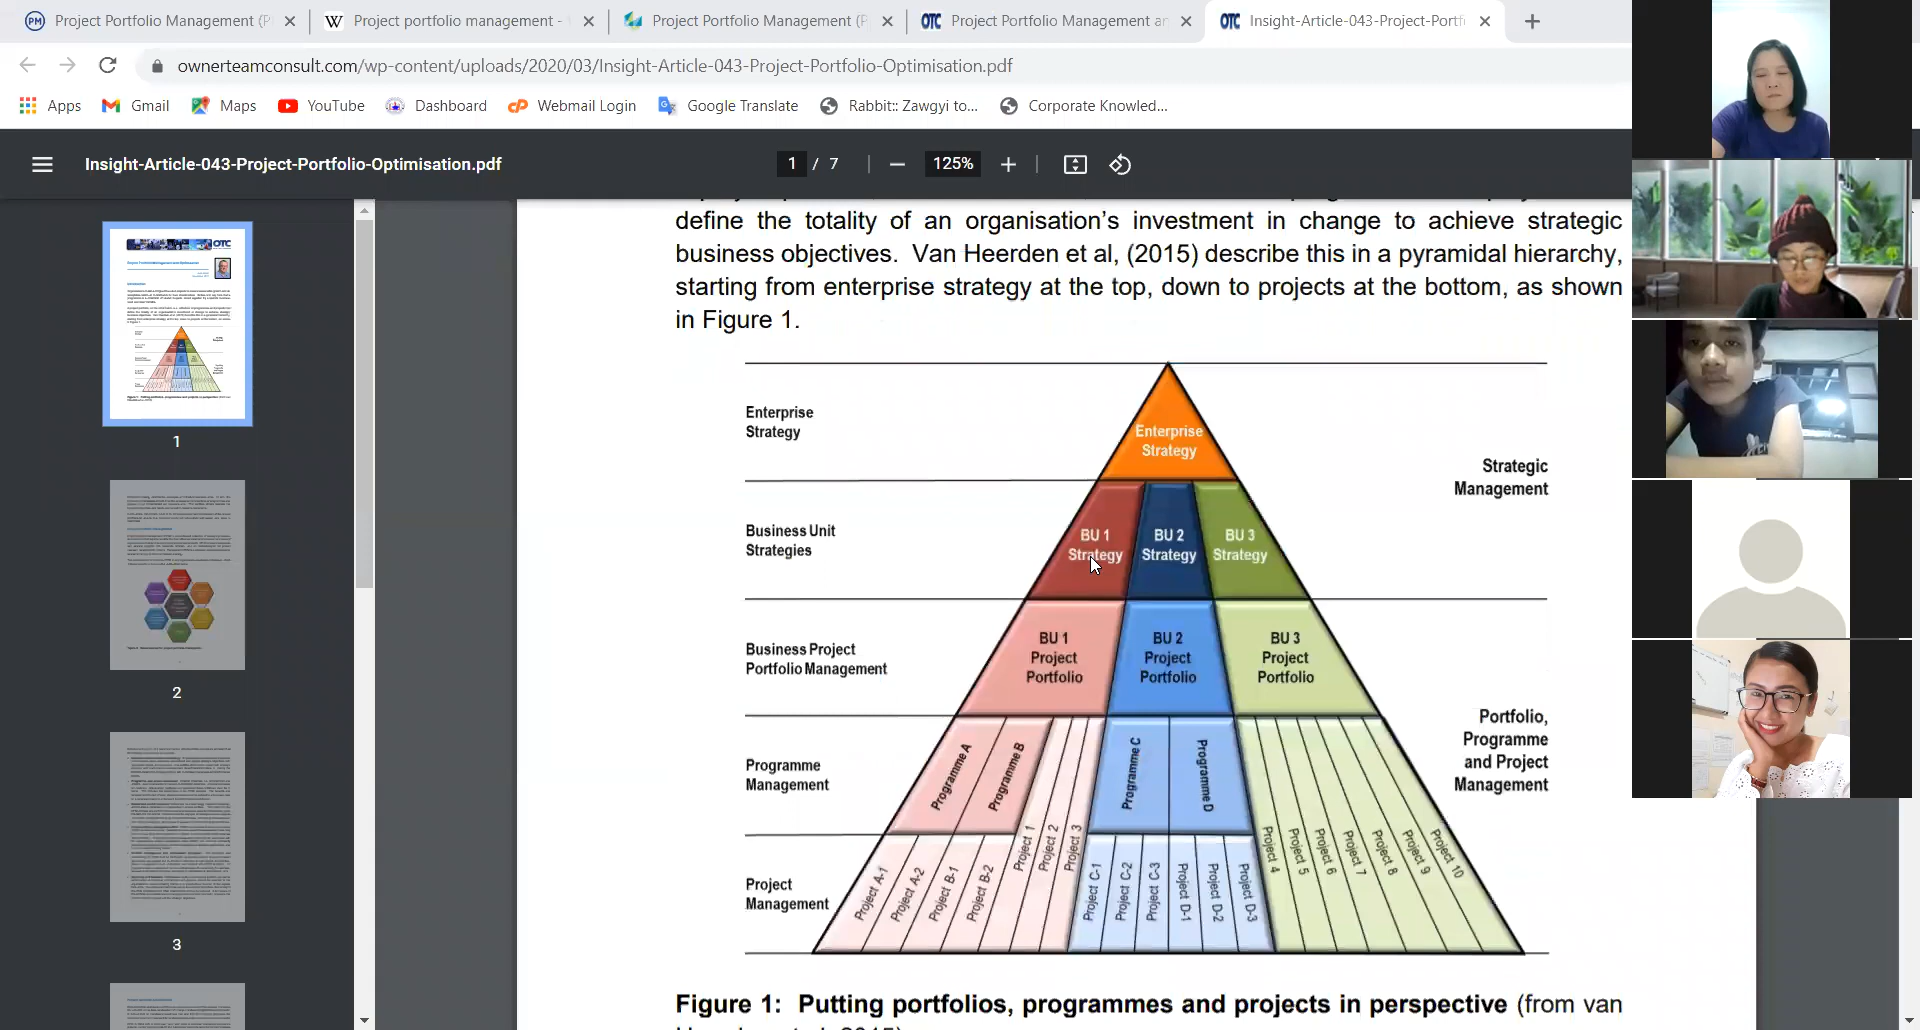 Project Portfolio Management (P
Project portfolio management -
Project Portfolio Management (P
Project Portfolio Management an
Insight-Article-043-Project-Portf
ownerteamconsult.com/wp-content/uploads/2020/03/Insight-Article-043-Project-Portfolio-Optimisation.pdf
Apps Gmail Maps YouTube Dashboard Webmail Login Google Translate Rabbit:: Zawgyi to... Corporate Knowled...
Insight-Article-043-Project-Portfolio-Optimisation.pdf 1 / 7 125%
define the totality of an organisation's investment in change to achieve strategic
business objectives. Van Heerden et al, (2015) describe this in a pyramidal hierarchy,
starting from enterprise strategy at the top, down to projects at the bottom, as shown
in Figure 1.
Enterprise
Strategy
Enterprise
Strategy
Strategic
Management
Business Unit
Strategies
BU 1
Strategy
BU 2
Strategy
BU 3
Strategy
Business Project
Portfolio Management
BU 1
Project
Portfolio
BU 2
Project
Portfolio
BU 3
Project
Portfolio
Portfolio,
Programme
and Project
Management
Programme
Management
Programme A
Programme B
Programme C
Programme D
Project
Management
Project A-1
Project A-2
Project B-1
Project B-2
Project 1
Project 2
Project 3
Project C-1
Project C-2
Project C-3
Project D-1
Project D-2
Project D-3
Project 4
Project 5
Project 6
Project 7
Project 8
Project 9
Project 10
Figure 1: Putting portfolios, programmes and projects in perspective (from van
1
2
3